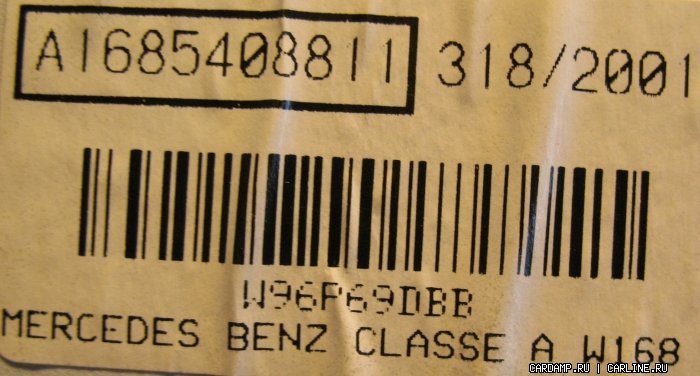 A1685408811 318/2001
W96P69DBB
MERCEDES BENZ CLASSE A W168
CARDAMP.RU | CARLINE.RU